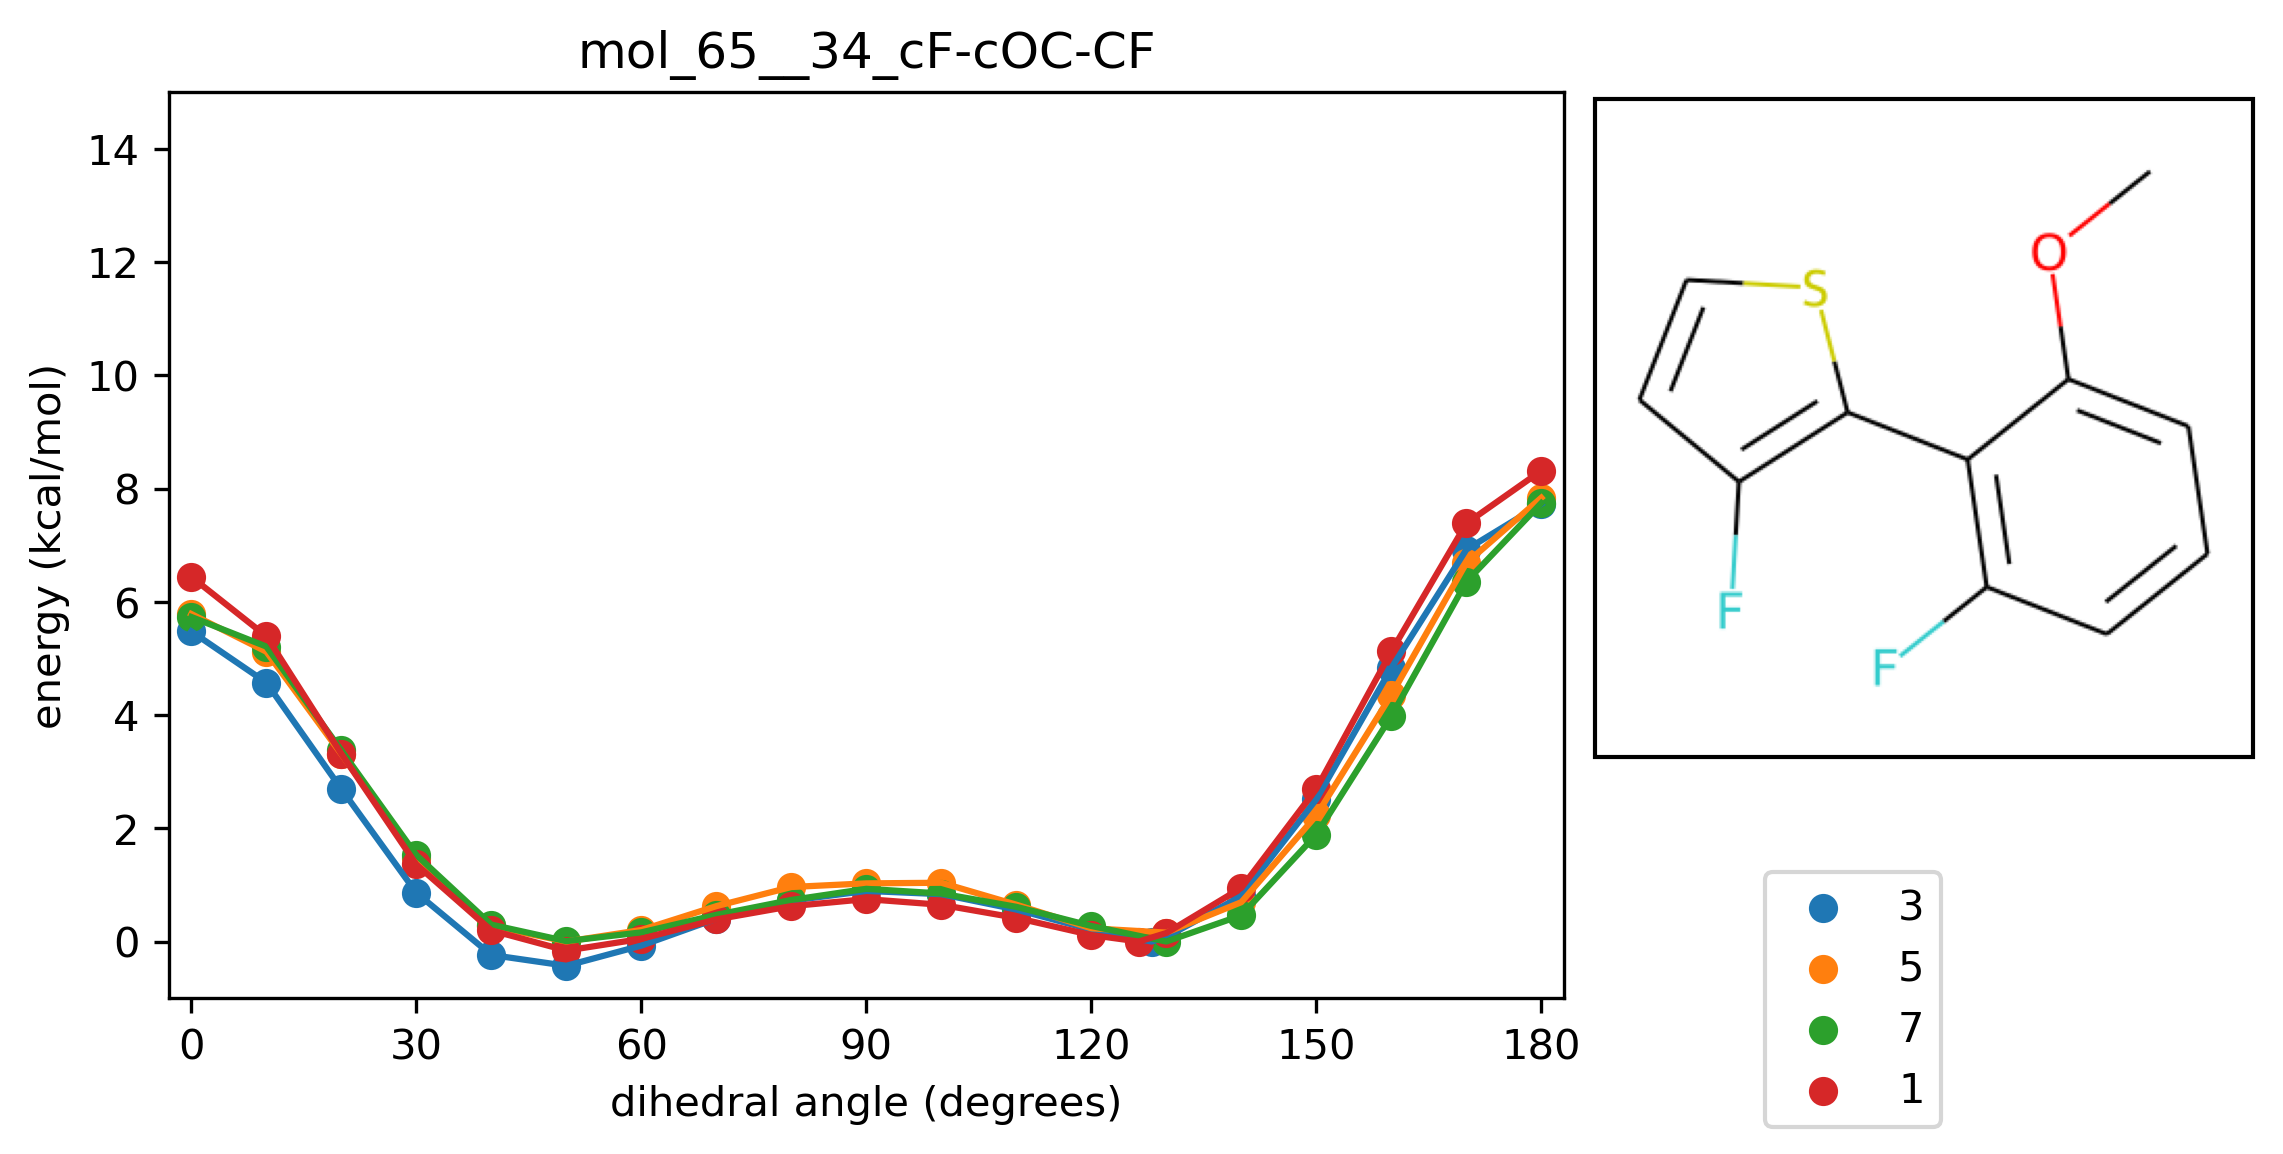 mol_65__34_cF-cOC-CF
energy (kcal/mol)
14
12
10
8
6
4
2
0
0 30 60 90 120 150 180
dihedral angle (degrees)
O
S
F
F
3
5
7
1